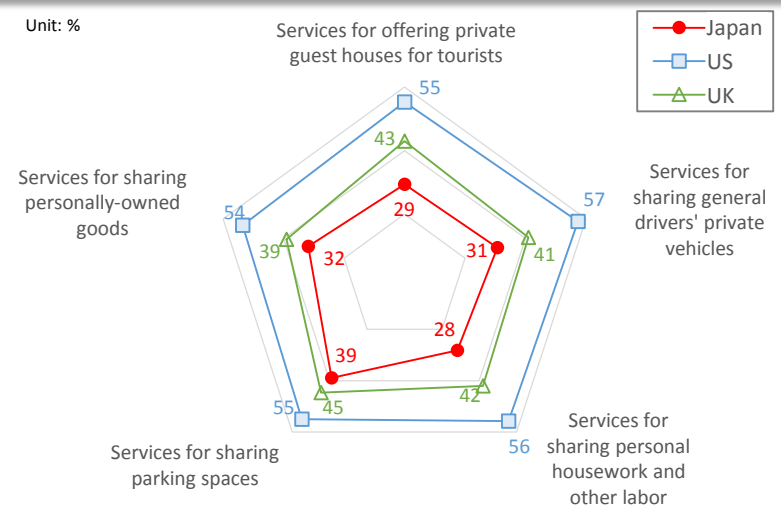 Unit: %
Services for offering private
guest houses for tourists
Japan
US
UK
55
43
29
Services for
sharing general
drivers' private
vehicles
57
41
31
Services for sharing
personally-owned
goods
54
39
32
28
42
56
Services for
sharing personal
housework and
other labor
39
45
55
Services for sharing
parking spaces